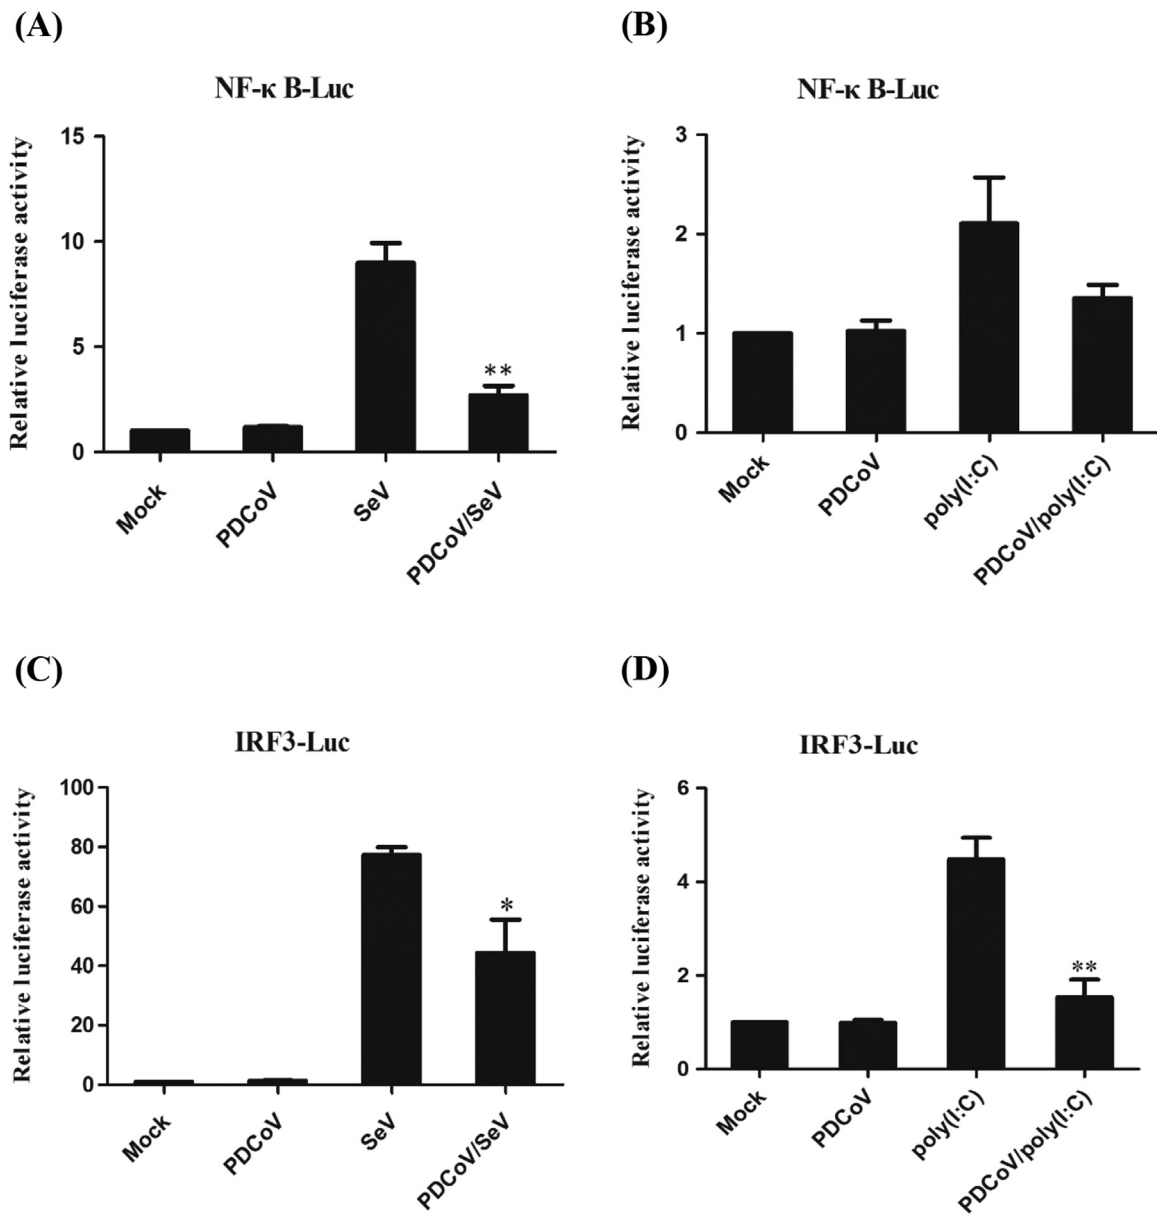 (A)
NF-κ B-Luc
Relative luciferase activity
15
10
5
0
**
Mock
PDCoV
SeV
PDCoV/SeV
(B)
NF-κ B-Luc
Relative luciferase activity
3
2
1
0
Mock
PDCoV
poly(I:C)
PDCoV/poly(I:C)
(C)
IRF3-Luc
Relative luciferase activity
100
80
60
40
20
0
*
Mock
PDCoV
SeV
PDCoV/SeV
(D)
IRF3-Luc
Relative luciferase activity
6
4
2
0
**
Mock
PDCoV
poly(I:C)
PDCoV/poly(I:C)